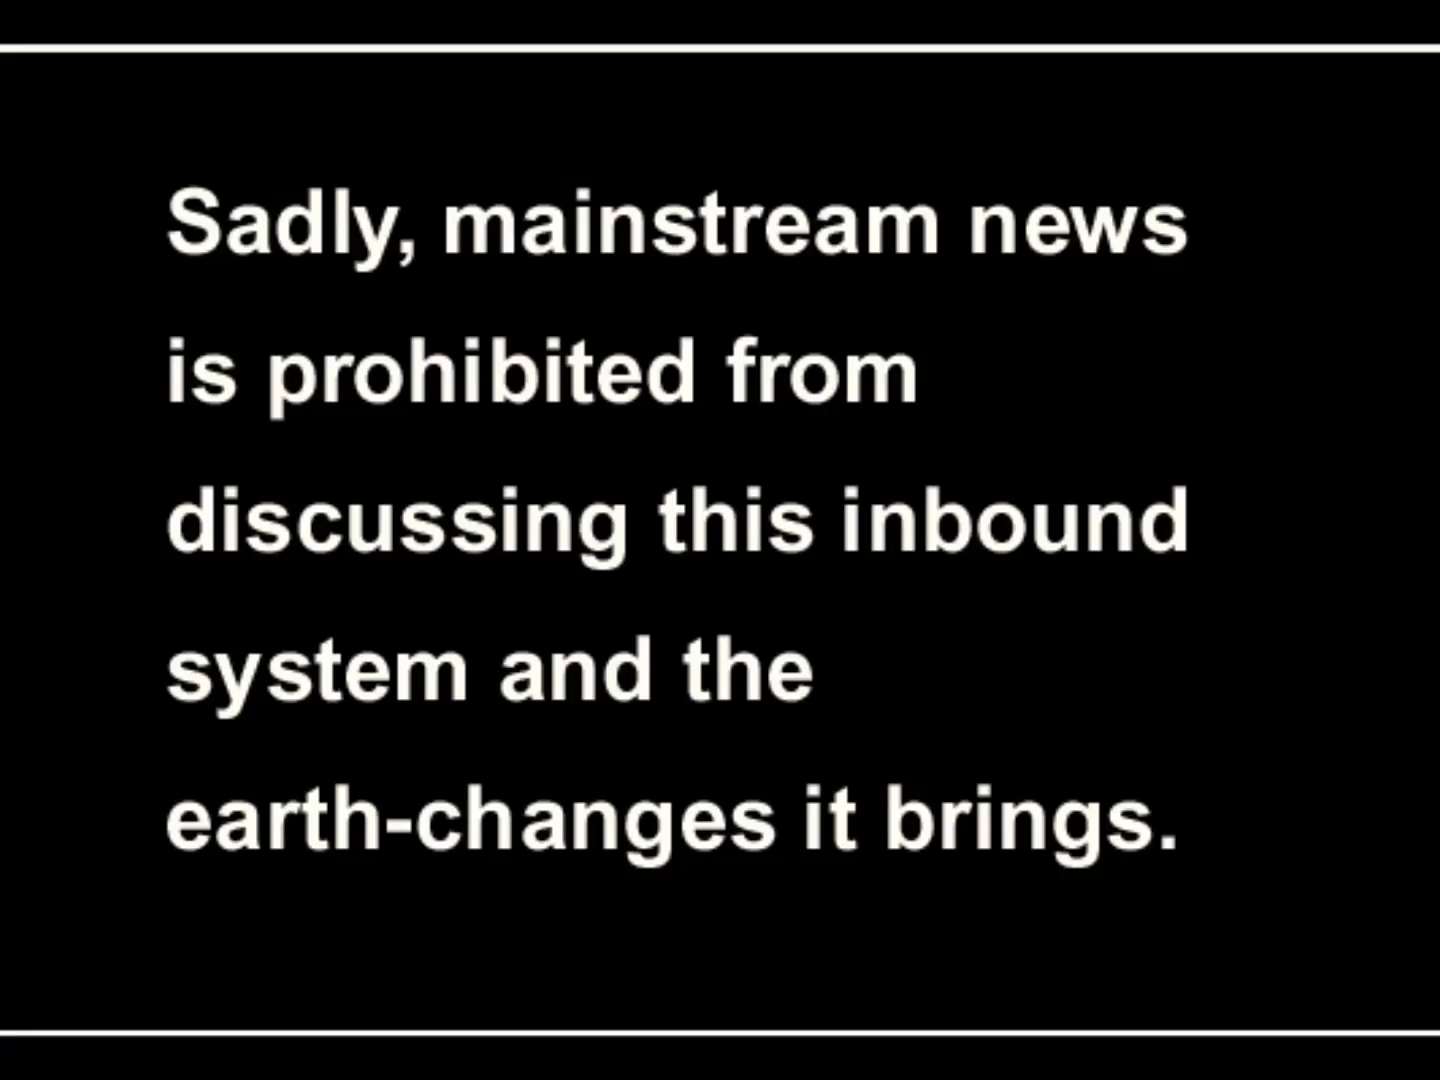 Sadly, mainstream news
is prohibited from
discussing this inbound
system and the
earth-changes it brings.